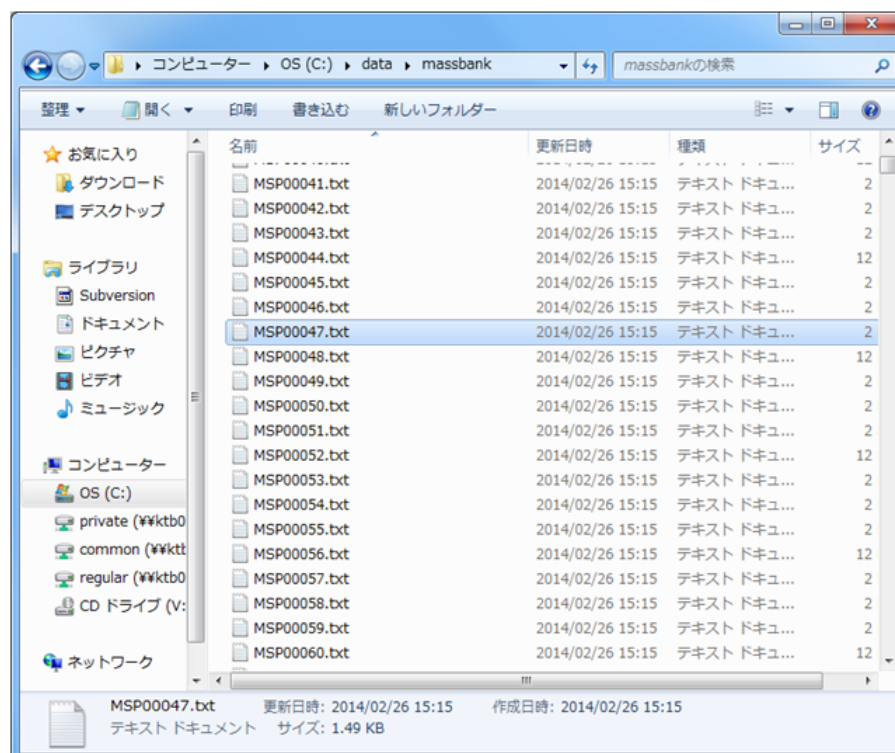 コンピューター ▸ OS (C:) ▸ data ▸ massbank
massbankの検索
整理 開く 印刷 書き込む 新しいフォルダー
お気に入り
ダウンロード
デスクトップ
ライブラリ
Subversion
ドキュメント
ピクチャ
ビデオ
ミュージック
コンピューター
OS (C:)
private (¥¥ktb0
common (¥¥ktb
regular (¥¥ktb0
CD ドライブ (V:
ネットワーク
名前 更新日時 種類 サイズ
MSP00041.txt 2014/02/26 15:15 テキスト ドキュ... 2
MSP00042.txt 2014/02/26 15:15 テキスト ドキュ... 2
MSP00043.txt 2014/02/26 15:15 テキスト ドキュ... 2
MSP00044.txt 2014/02/26 15:15 テキスト ドキュ... 12
MSP00045.txt 2014/02/26 15:15 テキスト ドキュ... 2
MSP00046.txt 2014/02/26 15:15 テキスト ドキュ... 2
MSP00047.txt 2014/02/26 15:15 テキスト ドキュ... 2
MSP00048.txt 2014/02/26 15:15 テキスト ドキュ... 12
MSP00049.txt 2014/02/26 15:15 テキスト ドキュ... 2
MSP00050.txt 2014/02/26 15:15 テキスト ドキュ... 2
MSP00051.txt 2014/02/26 15:15 テキスト ドキュ... 2
MSP00052.txt 2014/02/26 15:15 テキスト ドキュ... 12
MSP00053.txt 2014/02/26 15:15 テキスト ドキュ... 2
MSP00054.txt 2014/02/26 15:15 テキスト ドキュ... 2
MSP00055.txt 2014/02/26 15:15 テキスト ドキュ... 2
MSP00056.txt 2014/02/26 15:15 テキスト ドキュ... 12
MSP00057.txt 2014/02/26 15:15 テキスト ドキュ... 2
MSP00058.txt 2014/02/26 15:15 テキスト ドキュ... 2
MSP00059.txt 2014/02/26 15:15 テキスト ドキュ... 2
MSP00060.txt 2014/02/26 15:15 テキスト ドキュ... 12
MSP00047.txt 更新日時: 2014/02/26 15:15 作成日時: 2014/02/26 15:15
テキスト ドキュメント サイズ: 1.49 KB